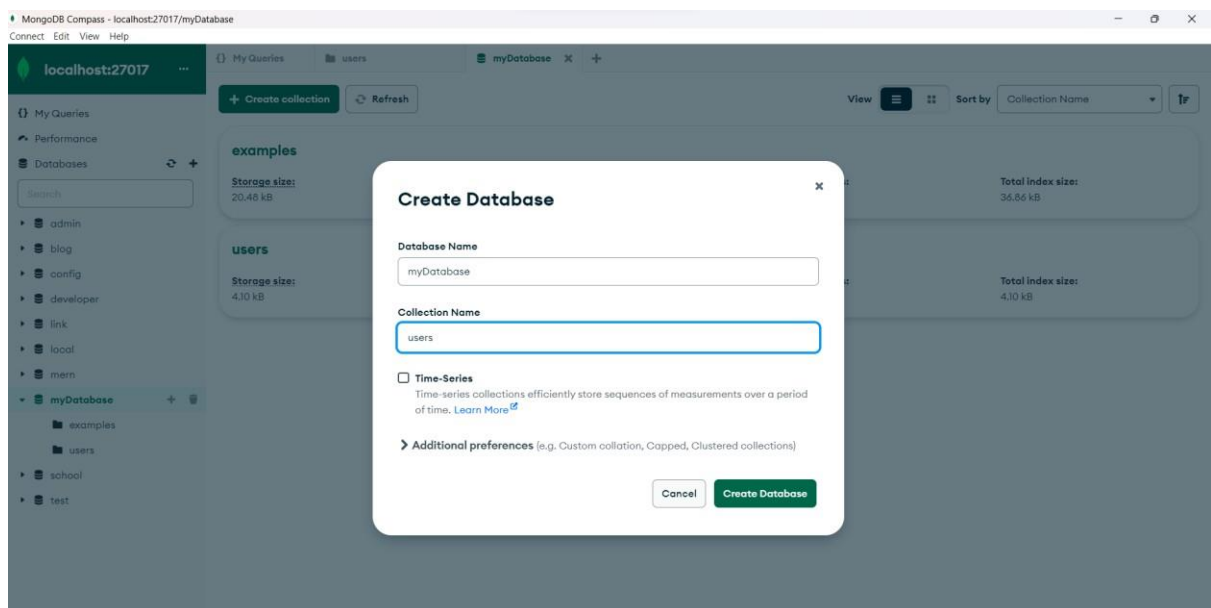 MongoDB Compass - localhost:27017/myDatabase
Connect Edit View Help
localhost:27017 ...
{} My Queries
users
myDatabase
{} My Queries
Performance
Databases
Search
admin
blog
config
developer
link
local
mern
myDatabase
examples
users
school
test
Create collection
Refresh
View
Sort by
Collection Name
examples
Storage size:
20.48 kB
Total index size:
36.86 kB
users
Storage size:
4.10 kB
Total index size:
4.10 kB
Create Database
Database Name
myDatabase
Collection Name
users
Time-Series
Time-series collections efficiently store sequences of measurements over a period
of time. Learn More
Additional preferences (e.g. Custom collation, Capped, Clustered collections)
Cancel
Create Database